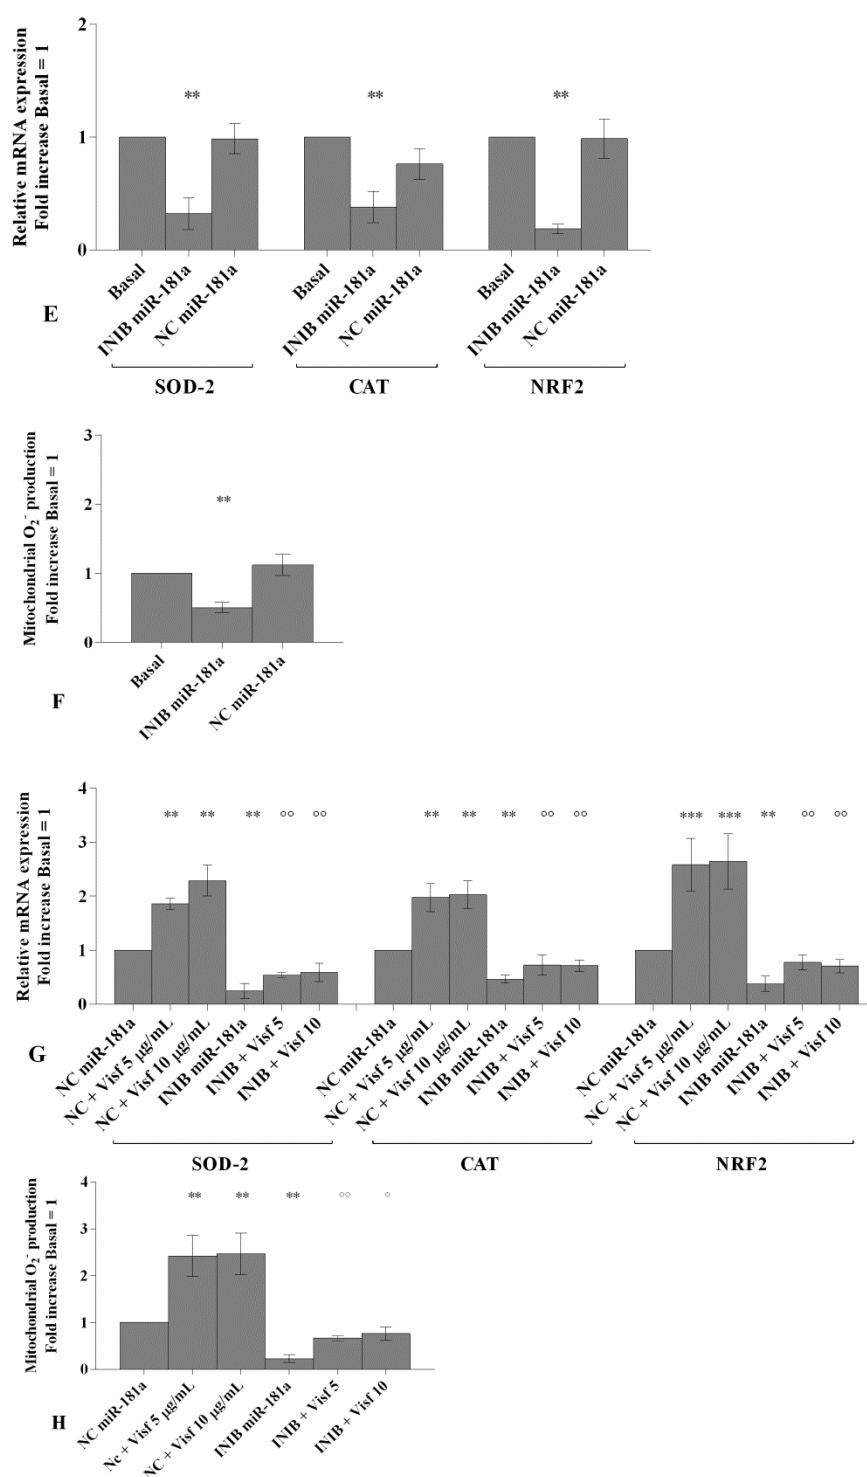 Relative mRNA expression
Fold increase Basal = 1
2
1
0
** ** **
Basal
INIB miR-181a
NC miR-181a
Basal
INIB miR-181a
NC miR-181a
Basal
INIB miR-181a
NC miR-181a
E
SOD-2 CAT NRF2
Mitochondrial O₂⁻ production
Fold increase Basal = 1
3
2
1
0
**
Basal
INIB miR-181a
NC miR-181a
F
Relative mRNA expression
Fold increase Basal = 1
4
3
2
1
0
** ** ** °° °° ** ** ** °° °° *** *** ** °° °°
NC miR-181a
NC + Visf 5 µg/mL
NC + Visf 10 µg/mL
INIB miR-181a
INIB + Visf 5
INIB + Visf 10
NC miR-181a
NC + Visf 5 µg/mL
NC + Visf 10 µg/mL
INIB miR-181a
INIB + Visf 5
INIB + Visf 10
NC miR-181a
NC + Visf 5 µg/mL
NC + Visf 10 µg/mL
INIB miR-181a
INIB + Visf 5
INIB + Visf 10
G
SOD-2 CAT NRF2
Mitochondrial O₂⁻ production
Fold increase Basal = 1
4
3
2
1
0
** ** ** °° °
NC miR-181a
Nc + Visf 5 µg/mL
NC + Visf 10 µg/mL
INIB miR-181a
INIB + Visf 5
INIB + Visf 10
H